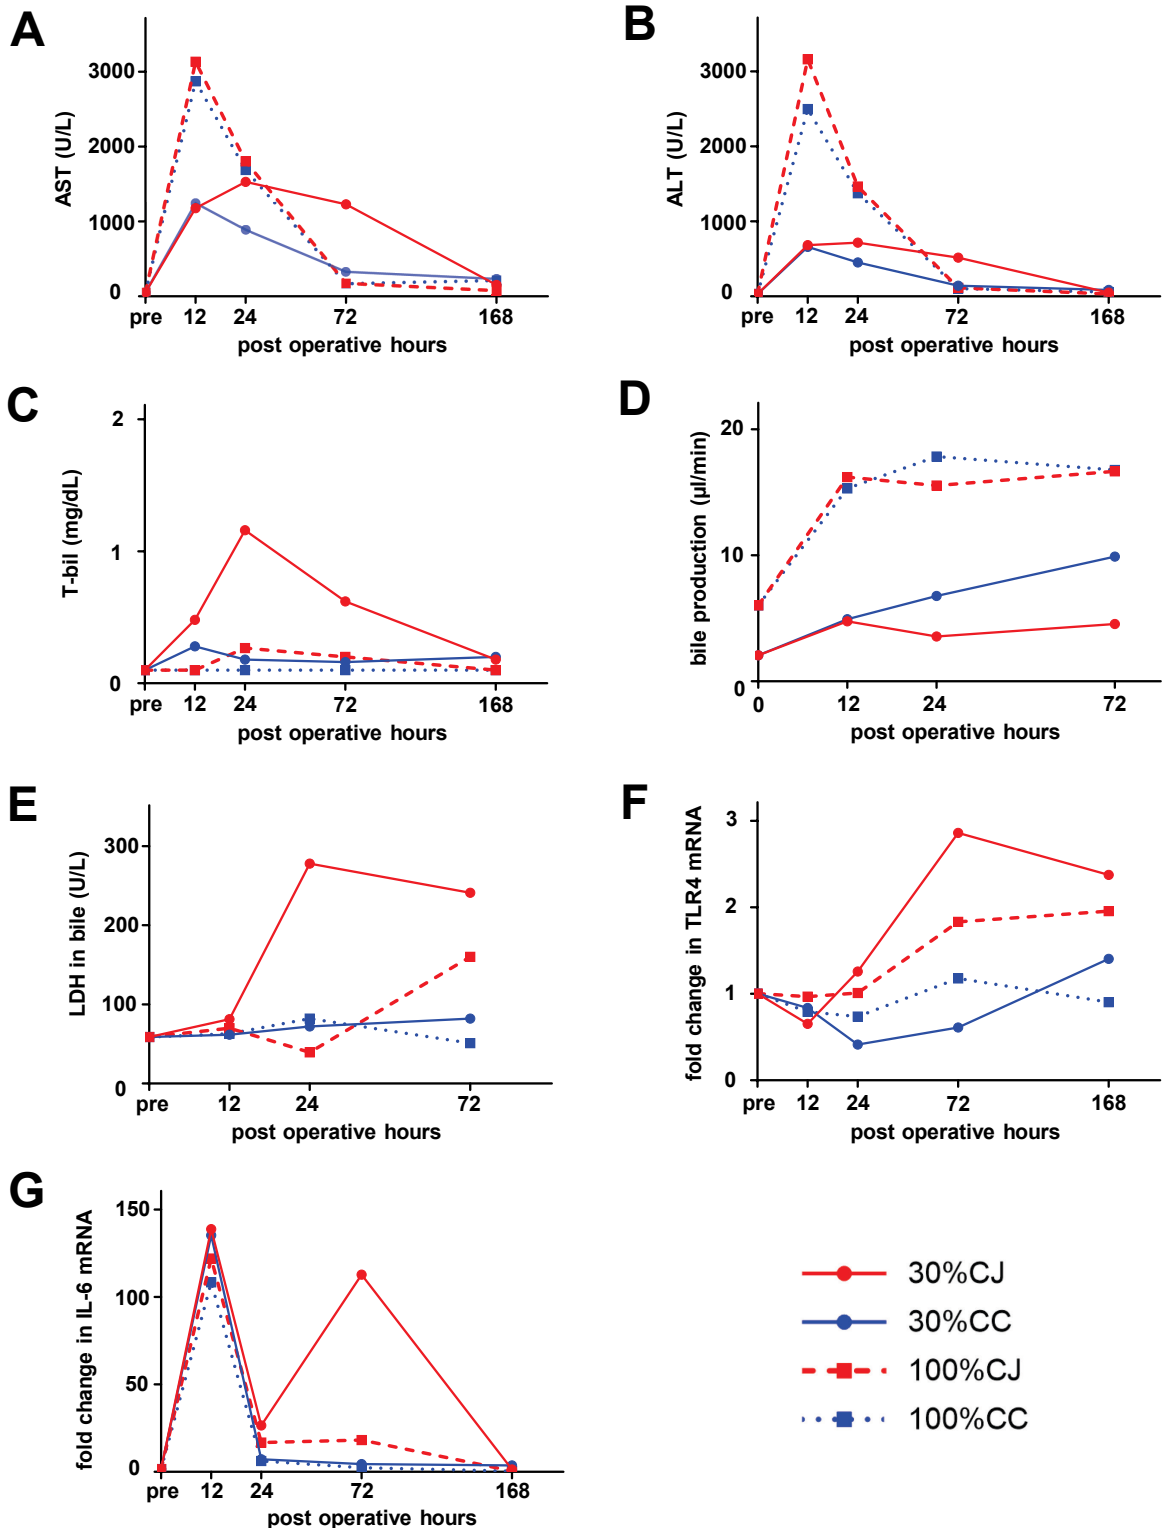 A
AST (U/L)
3000
2000
1000
0
pre 12 24 72 168
post operative hours
B
ALT (U/L)
3000
2000
1000
0
pre 12 24 72 168
post operative hours
C
T-bil (mg/dL)
2
1
0
pre 12 24 72 168
post operative hours
D
bile production (µl/min)
20
10
0
0 12 24 72
post operative hours
E
LDH in bile (U/L)
300
200
100
0
pre 12 24 72
post operative hours
F
fold change in TLR4 mRNA
3
2
1
0
pre 12 24 72 168
post operative hours
G
fold change in IL-6 mRNA
150
100
50
0
pre 12 24 72 168
post operative hours
30%CJ
30%CC
100%CJ
100%CC